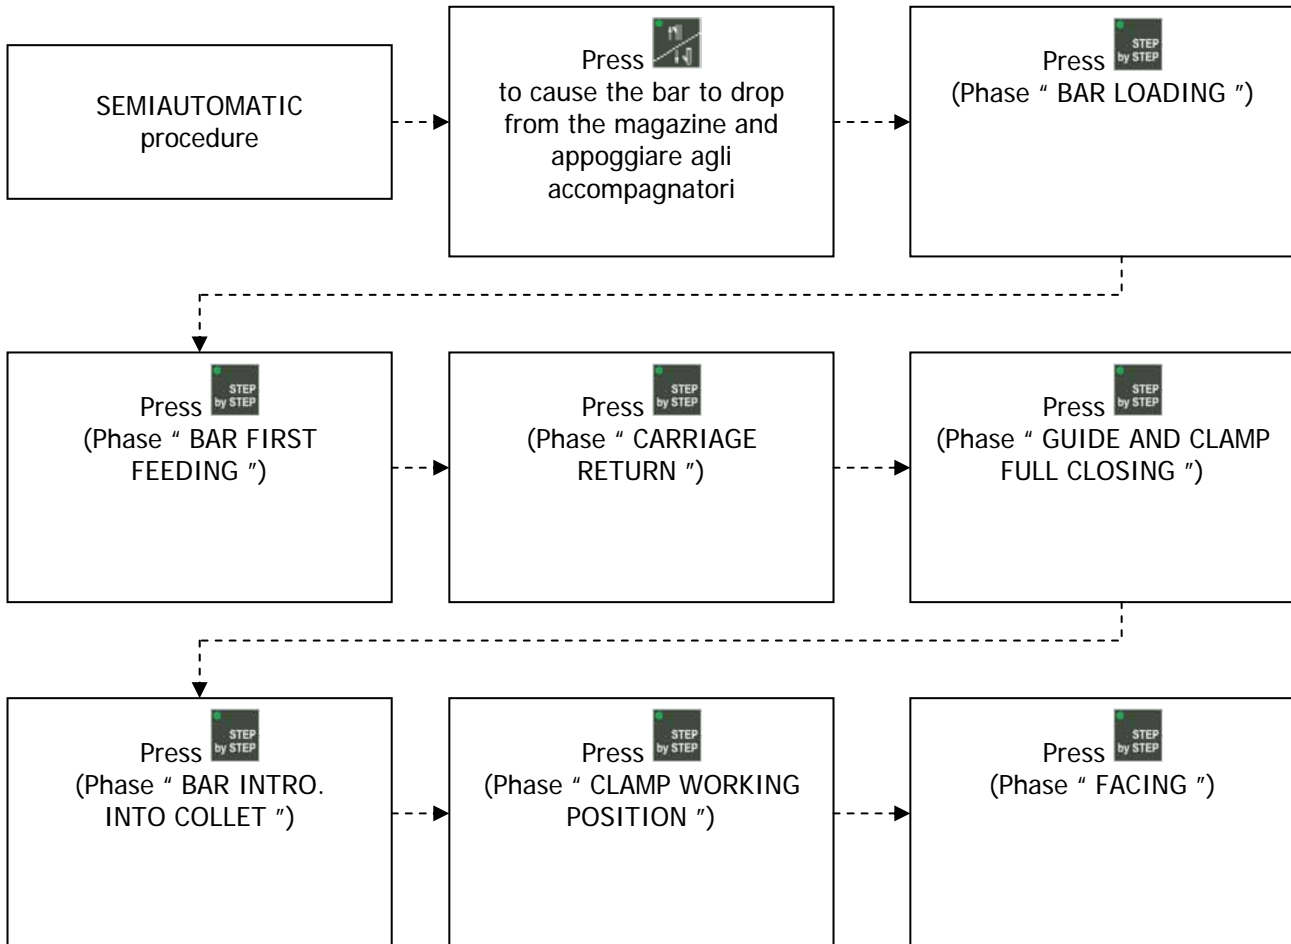 SEMIAUTOMATIC
procedure
Press
to cause the bar to drop
from the magazine and
appoggiare agli
accompagnatori
Press STEP by STEP
(Phase “ BAR LOADING ”)
Press STEP by STEP
(Phase “ BAR FIRST
FEEDING ”)
Press STEP by STEP
(Phase “ CARRIAGE
RETURN ”)
Press STEP by STEP
(Phase “ GUIDE AND CLAMP
FULL CLOSING ”)
Press STEP by STEP
(Phase “ BAR INTRO.
INTO COLLET ”)
Press STEP by STEP
(Phase “ CLAMP WORKING
POSITION ”)
Press STEP by STEP
(Phase “ FACING ”)